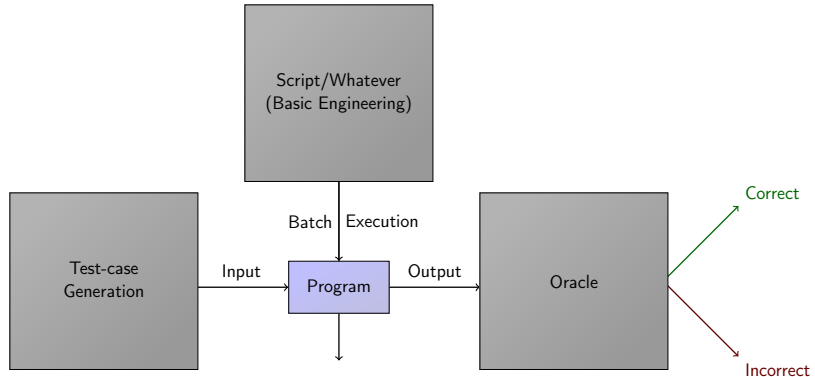 Script/Whatever
(Basic Engineering)
Batch Execution
Test-case
Generation
Input
Program
Output
Oracle
Correct
Incorrect